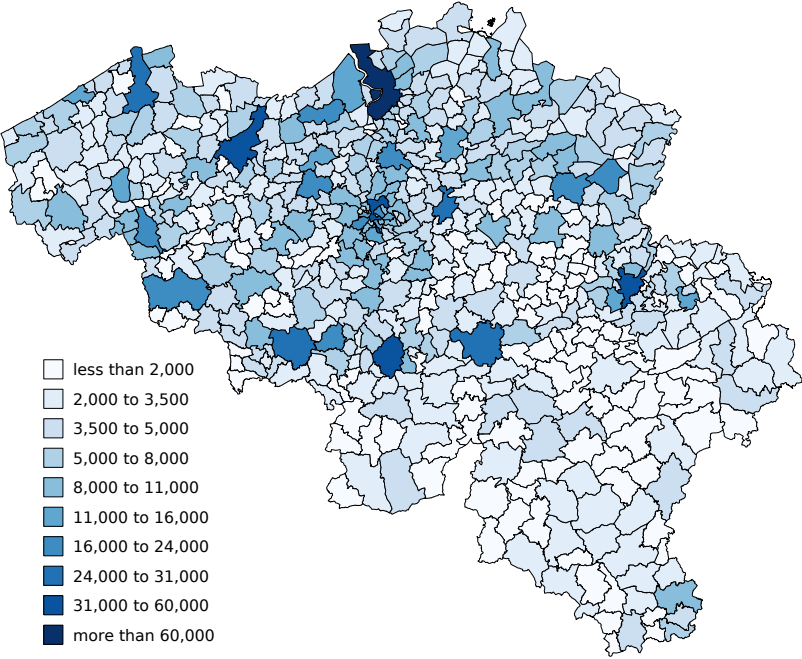 less than 2,000
2,000 to 3,500
3,500 to 5,000
5,000 to 8,000
8,000 to 11,000
11,000 to 16,000
16,000 to 24,000
24,000 to 31,000
31,000 to 60,000
more than 60,000